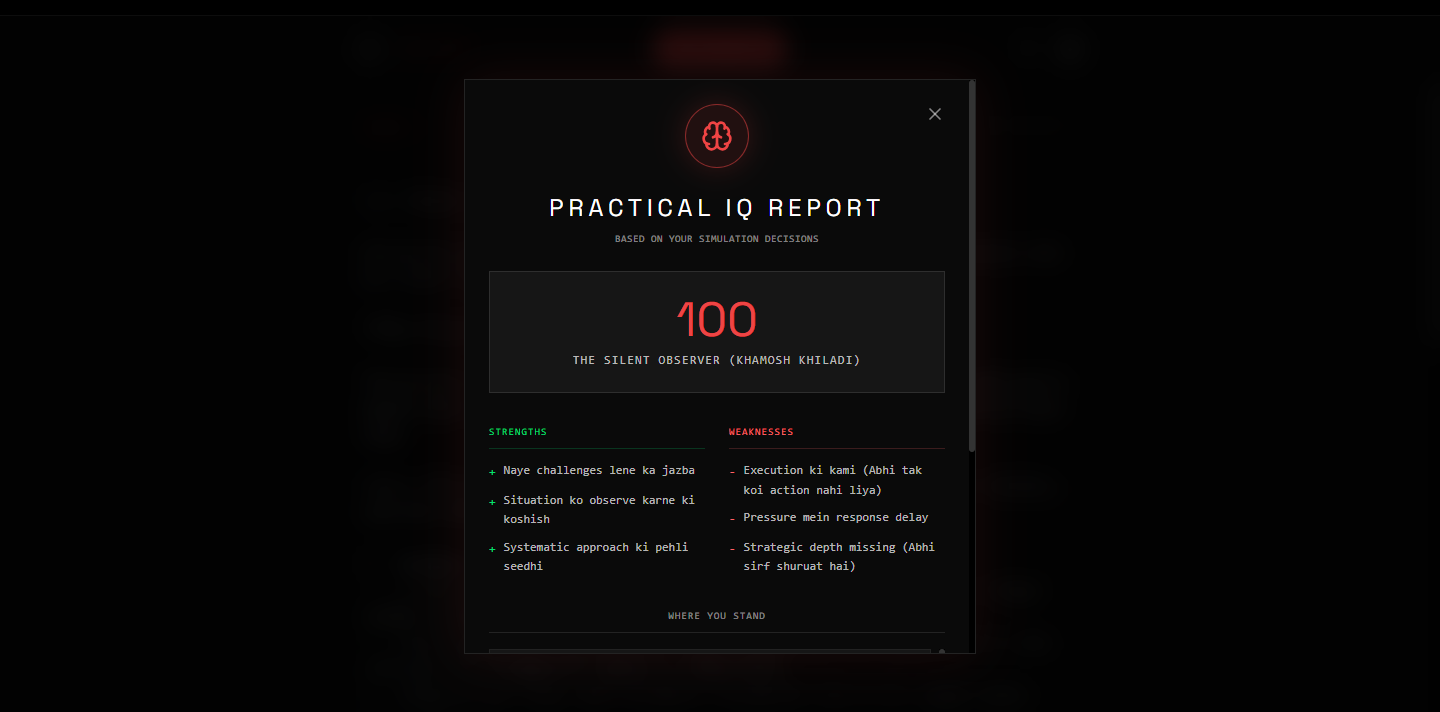 PRACTICAL IQ REPORT
BASED ON YOUR SIMULATION DECISIONS
100
THE SILENT OBSERVER (KHAMOSH KHILADI)
STRENGTHS
+ Naye challenges lene ka jazba
+ Situation ko observe karne ki
koshish
+ Systematic approach ki pehli
seedhi
WEAKNESSES
- Execution ki kami (Abhi tak
koi action nahi liya)
- Pressure mein response delay
- Strategic depth missing (Abhi
sirf shuruat hai)
WHERE YOU STAND